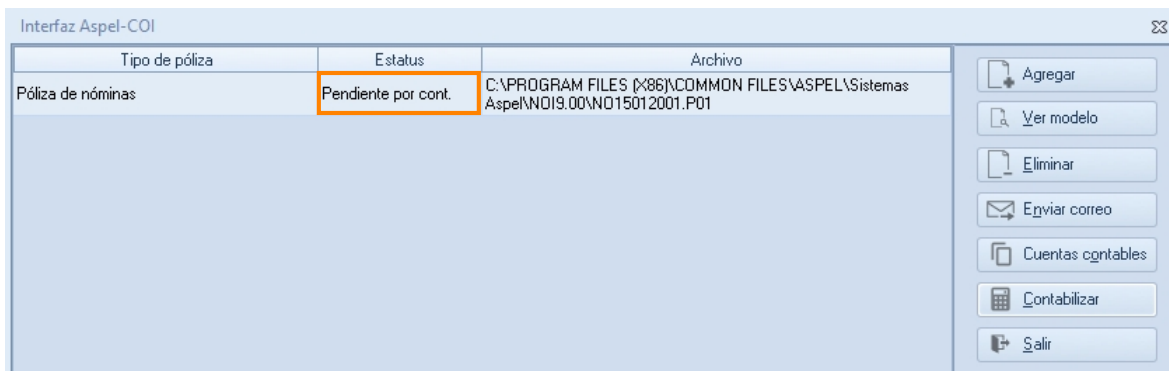 Interfaz Aspel-COI
Tipo de póliza Estatus Archivo
Póliza de nóminas Pendiente por cont. C:\PROGRAM FILES (X86)\COMMON FILES\ASPEL\Sistemas
Aspel\NOI9.00\NO15012001.P01
Agregar
Ver modelo
Eliminar
Enviar correo
Cuentas contables
Contabilizar
Salir